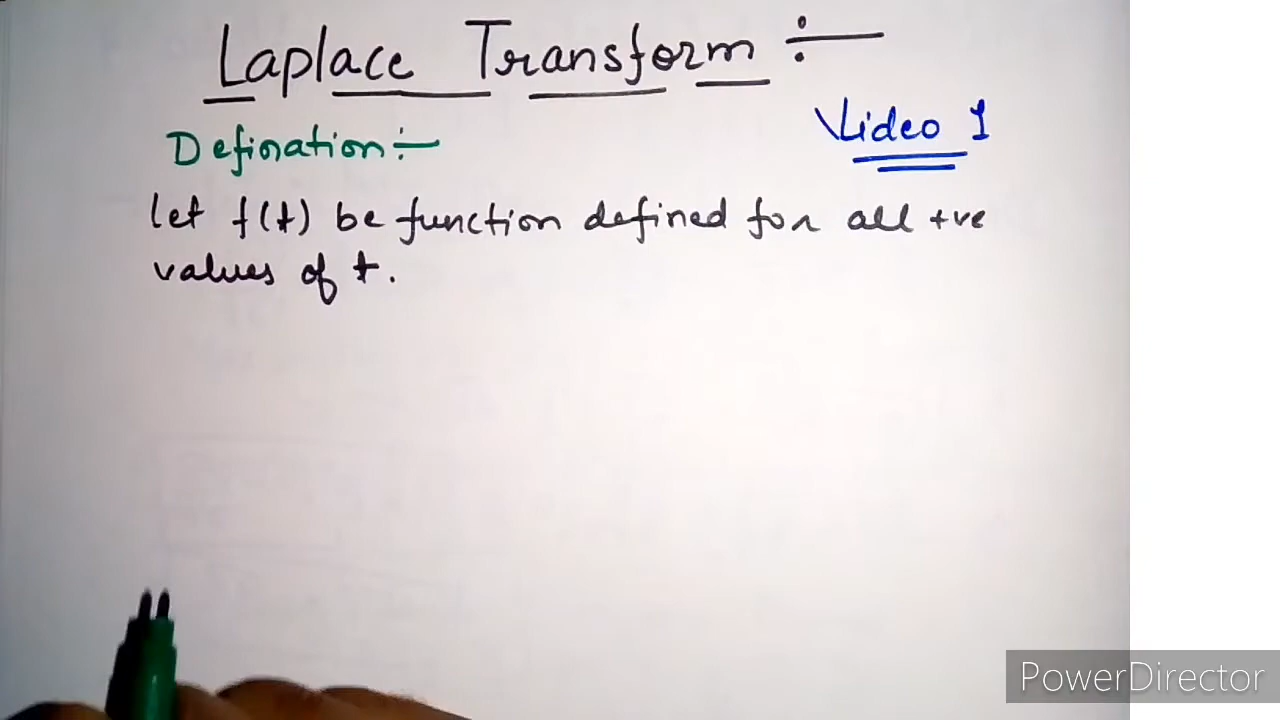 Laplace Transform :-
Video 1
Defination :-
let f(t) be function defined for all +ve
values of t.
PowerDirector